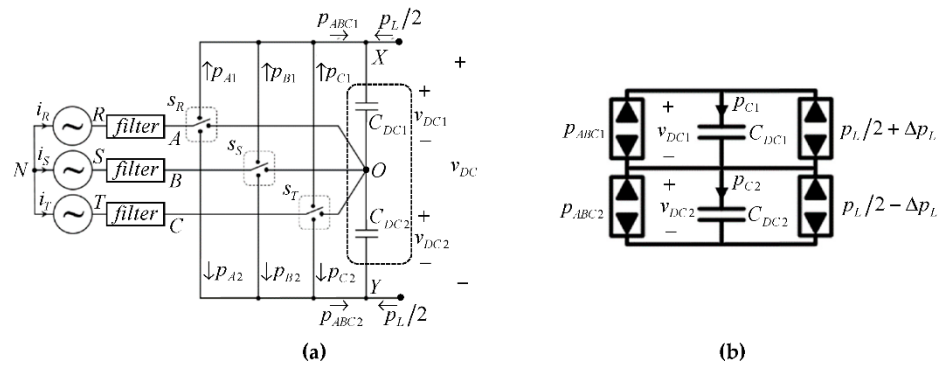 p_ABC1 p_L/2
X
p_A1 p_B1 p_C1
+
s_R
+
C_DC1 v_DC1
−
i_R R filter A
s_S
i_S S filter B
N
O
v_DC
s_T
i_T T filter C
+
C_DC2 v_DC2
−
p_A2 p_B2 p_C2
Y
−
p_ABC2 p_L/2
(a)
p_ABC1 + v_DC1 − p_C1 C_DC1 p_L/2 + Δp_L
p_ABC2 + v_DC2 − p_C2 C_DC2 p_L/2 − Δp_L
(b)